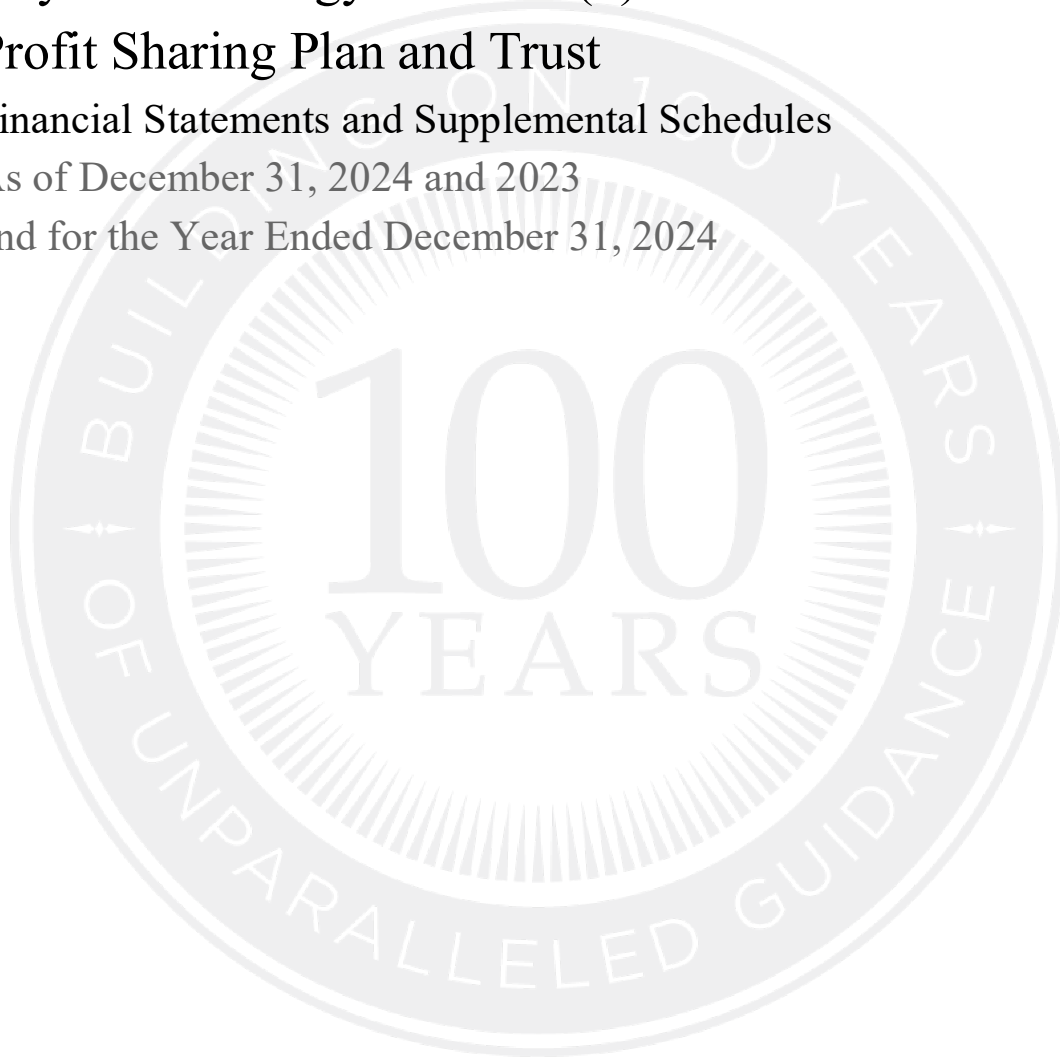 Profit Sharing Plan and Trust
inancial Statements and Supplemental Schedules
As of December 31, 2024 and 2023
nd for the Year Ended December 31, 2024
BUILDING ON 100 YEARS
100
YEARS
OF UNPARALLELED GUIDANCE